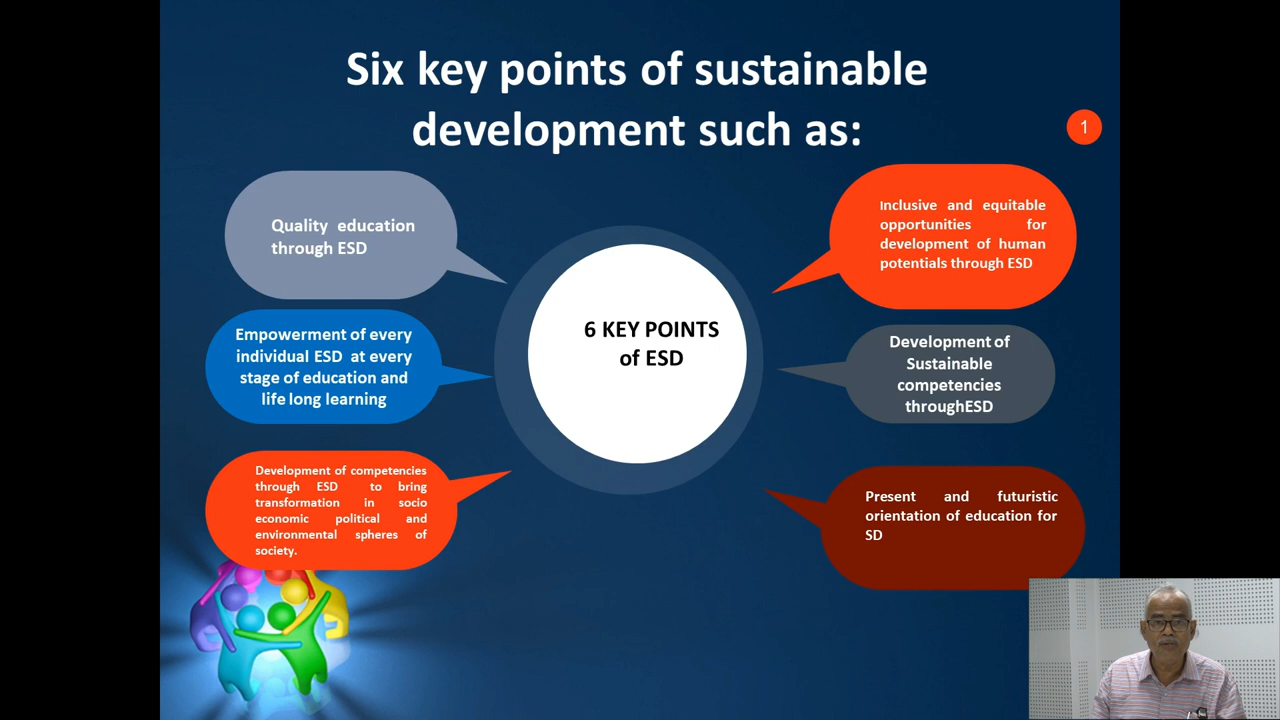 Six key points of sustainable
development such as:
1
Quality education
through ESD
Inclusive and equitable
opportunities for
development of human
potentials through ESD
Empowerment of every
individual ESD at every
stage of education and
life long learning
6 KEY POINTS
of ESD
Development of
Sustainable
competencies
throughESD
Development of competencies
through ESD to bring
transformation in socio
economic political and
environmental spheres of
society.
Present and futuristic
orientation of education for
SD